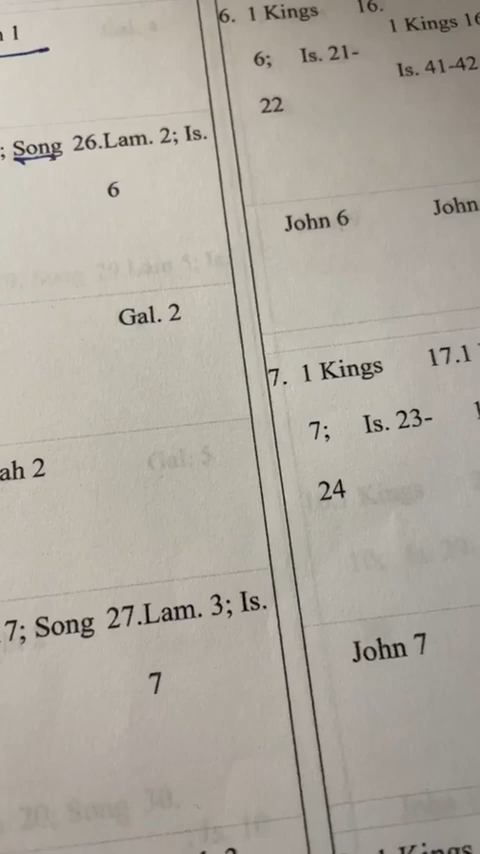 1
; Song 26.Lam. 2; Is.
6
Gal. 2
ah 2
7; Song 27.Lam. 3; Is.
7
6. 1 Kings 16.
1 Kings 16
6; Is. 21-
Is. 41-42
22
John 6 John
7. 1 Kings 17.1
7; Is. 23-
24
John 7